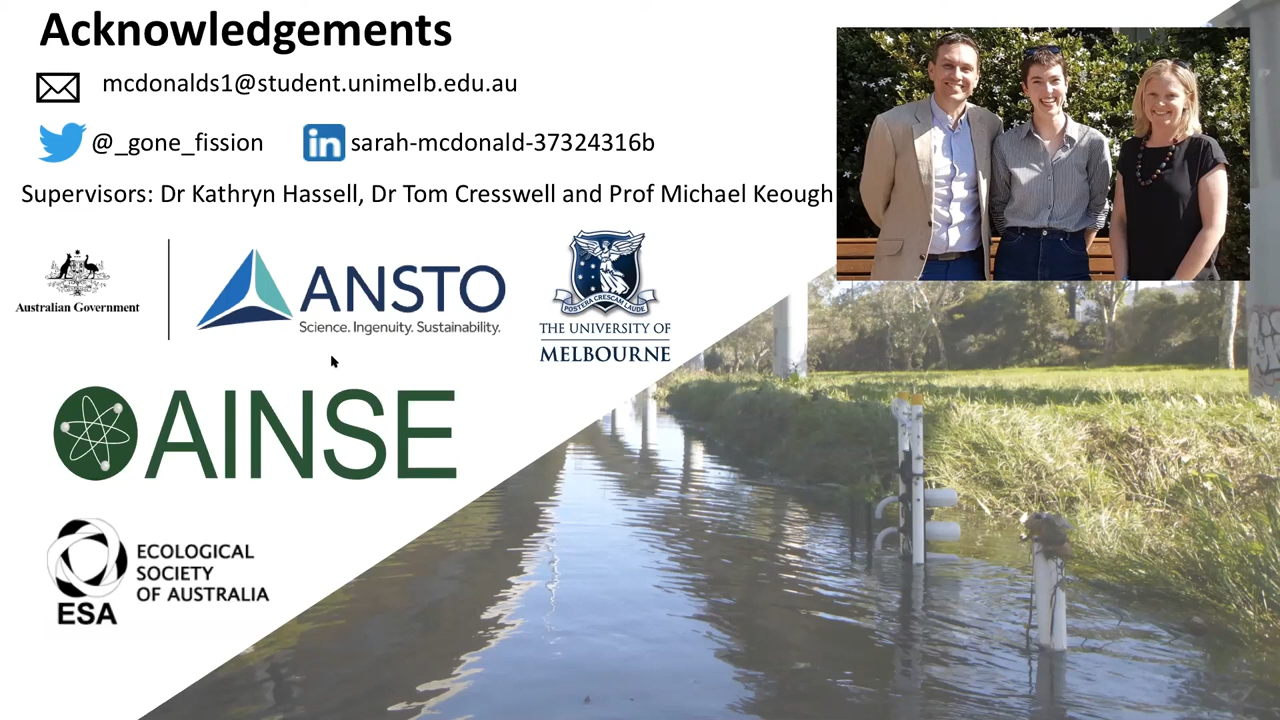 Acknowledgements
mcdonalds1@student.unimelb.edu.au
@_gone_fission
in sarah-mcdonald-37324316b
Supervisors: Dr Kathryn Hassell, Dr Tom Cresswell and Prof Michael Keough
Australian Government
ANSTO
Science. Ingenuity. Sustainability.
POSTERA CRESCAM LAUDE
THE UNIVERSITY OF
MELBOURNE
AINSE
ESA
ECOLOGICAL
SOCIETY
OF AUSTRALIA